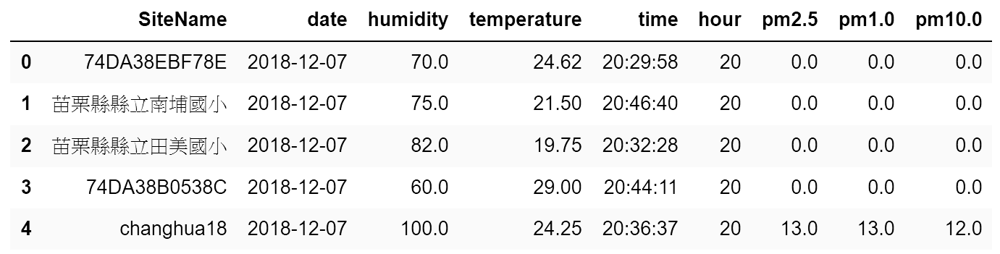 SiteName date humidity temperature time hour pm2.5 pm1.0 pm10.0
0 74DA38EBF78E 2018-12-07 70.0 24.62 20:29:58 20 0.0 0.0 0.0
1 苗栗縣縣立南埔國小 2018-12-07 75.0 21.50 20:46:40 20 0.0 0.0 0.0
2 苗栗縣縣立田美國小 2018-12-07 82.0 19.75 20:32:28 20 0.0 0.0 0.0
3 74DA38B0538C 2018-12-07 60.0 29.00 20:44:11 20 0.0 0.0 0.0
4 changhua18 2018-12-07 100.0 24.25 20:36:37 20 13.0 13.0 12.0